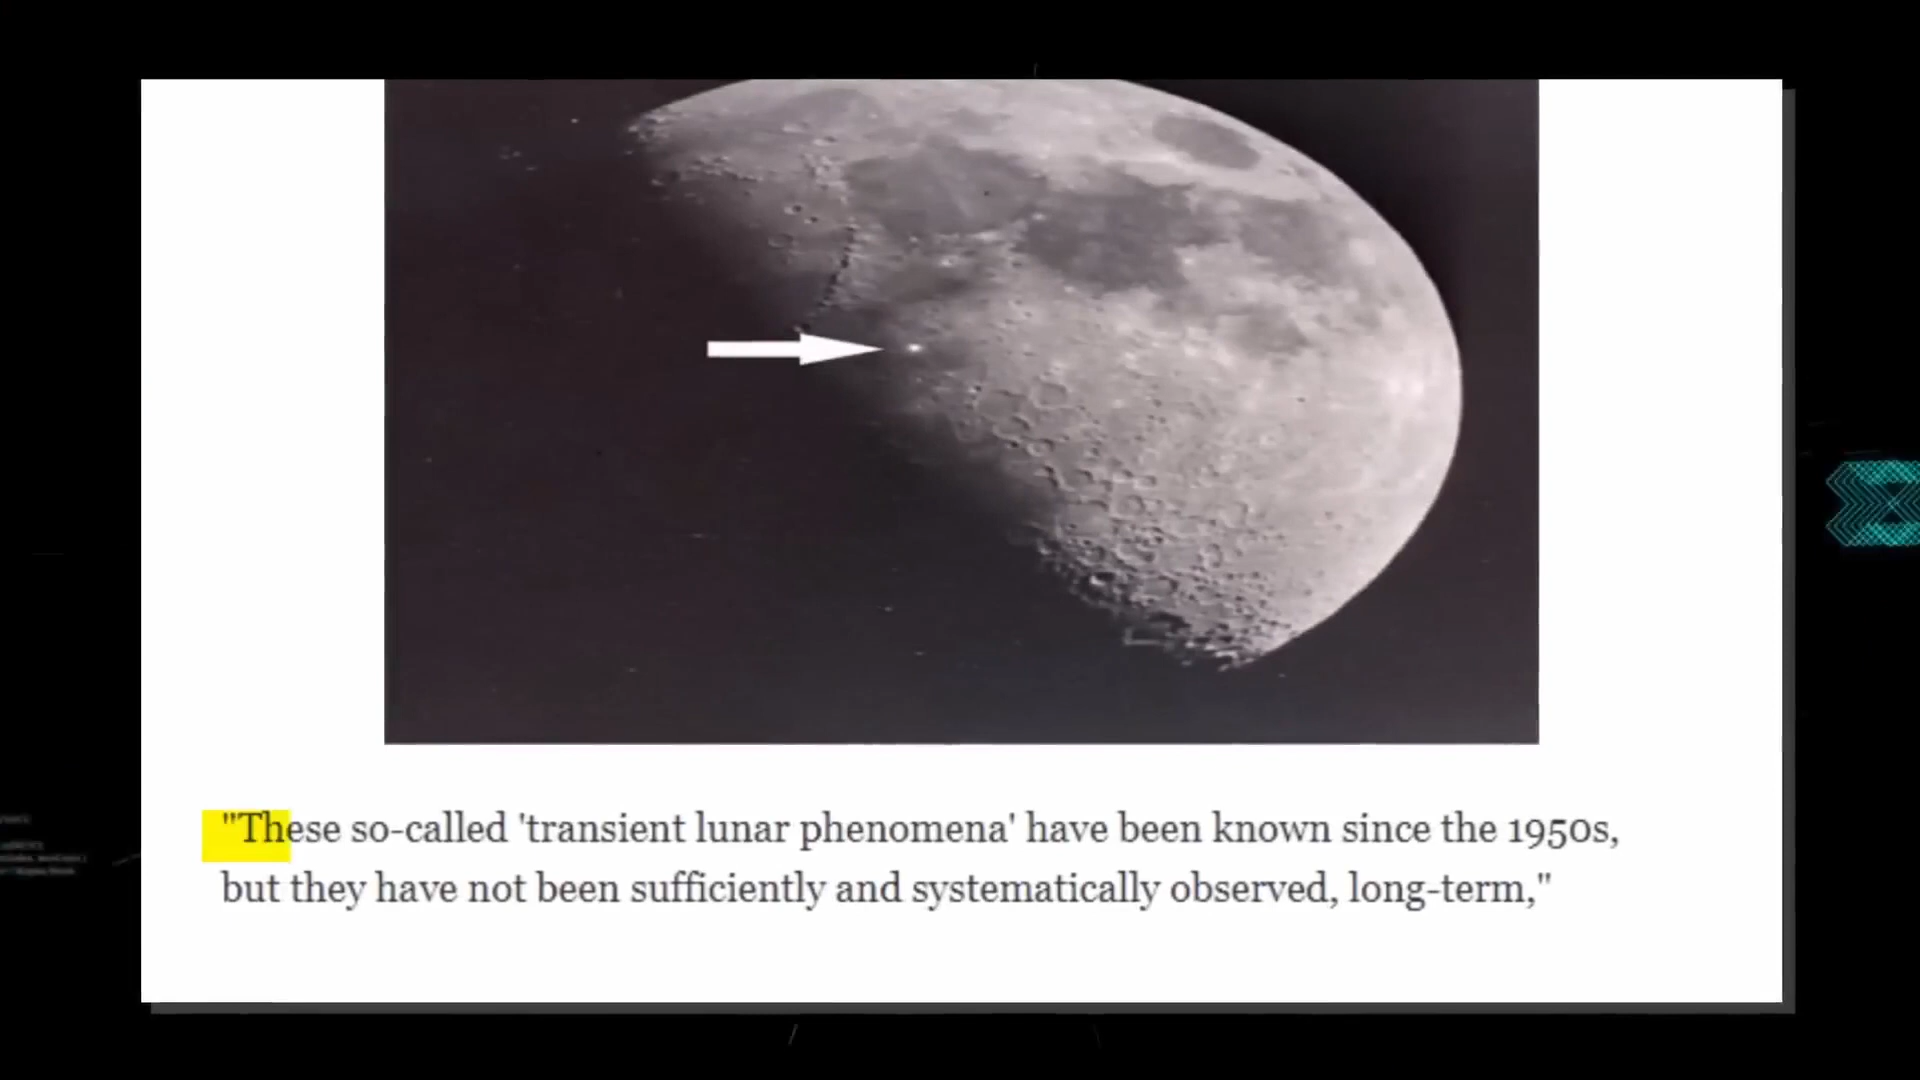 "These so-called 'transient lunar phenomena' have been known since the 1950s,
but they have not been sufficiently and systematically observed, long-term,"